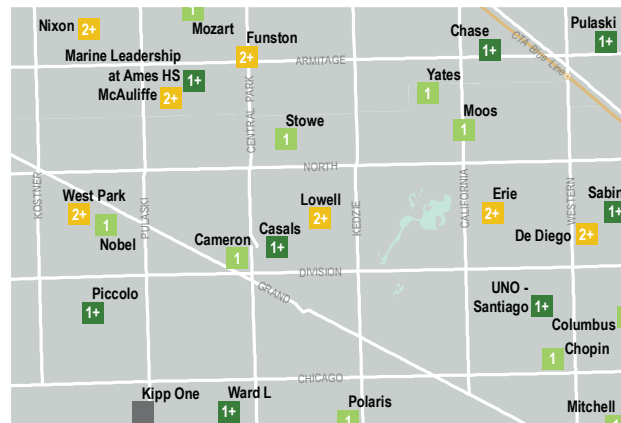 Nixon 2+
Mozart 1
Funston 2+
Chase 1+
Pulaski 1+
CTA Blue Line
Marine Leadership
at Ames HS 1+
McAuliffe 2+
ARMITAGE
Yates 1
CENTRAL PARK
Stowe 1
Moos 1
NORTH
KOSTNER
West Park 2+
Nobel 1
PULASKI
Lowell 2+
KEDZIE
CALIFORNIA
Erie 2+
WESTERN
Sabin 1+
De Diego 2+
Cameron 1
Casals 1+
DIVISION
GRAND
Piccolo 1+
UNO -
Santiago 1+
Columbus
Chopin 1
CHICAGO
Kipp One
Ward L 1+
Polaris 1
Mitchell 1